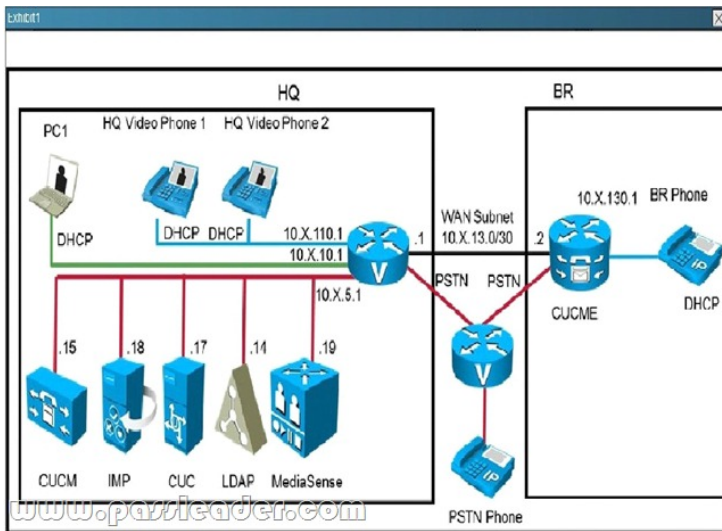 Exhibit1
HQ
BR
PC1
HQ Video Phone 1
HQ Video Phone 2
DHCP
DHCP
DHCP
10.X.110.1
10.X.10.1
10.X.5.1
V
.1
WAN Subnet
10.X.13.0/30
.2
10.X.130.1
BR Phone
IP
DHCP
CUCME
PSTN
PSTN
V
IP
PSTN Phone
.15
.18
.17
.14
.19
CUCM
IMP
CUC
LDAP
MediaSense
www.passleader.com